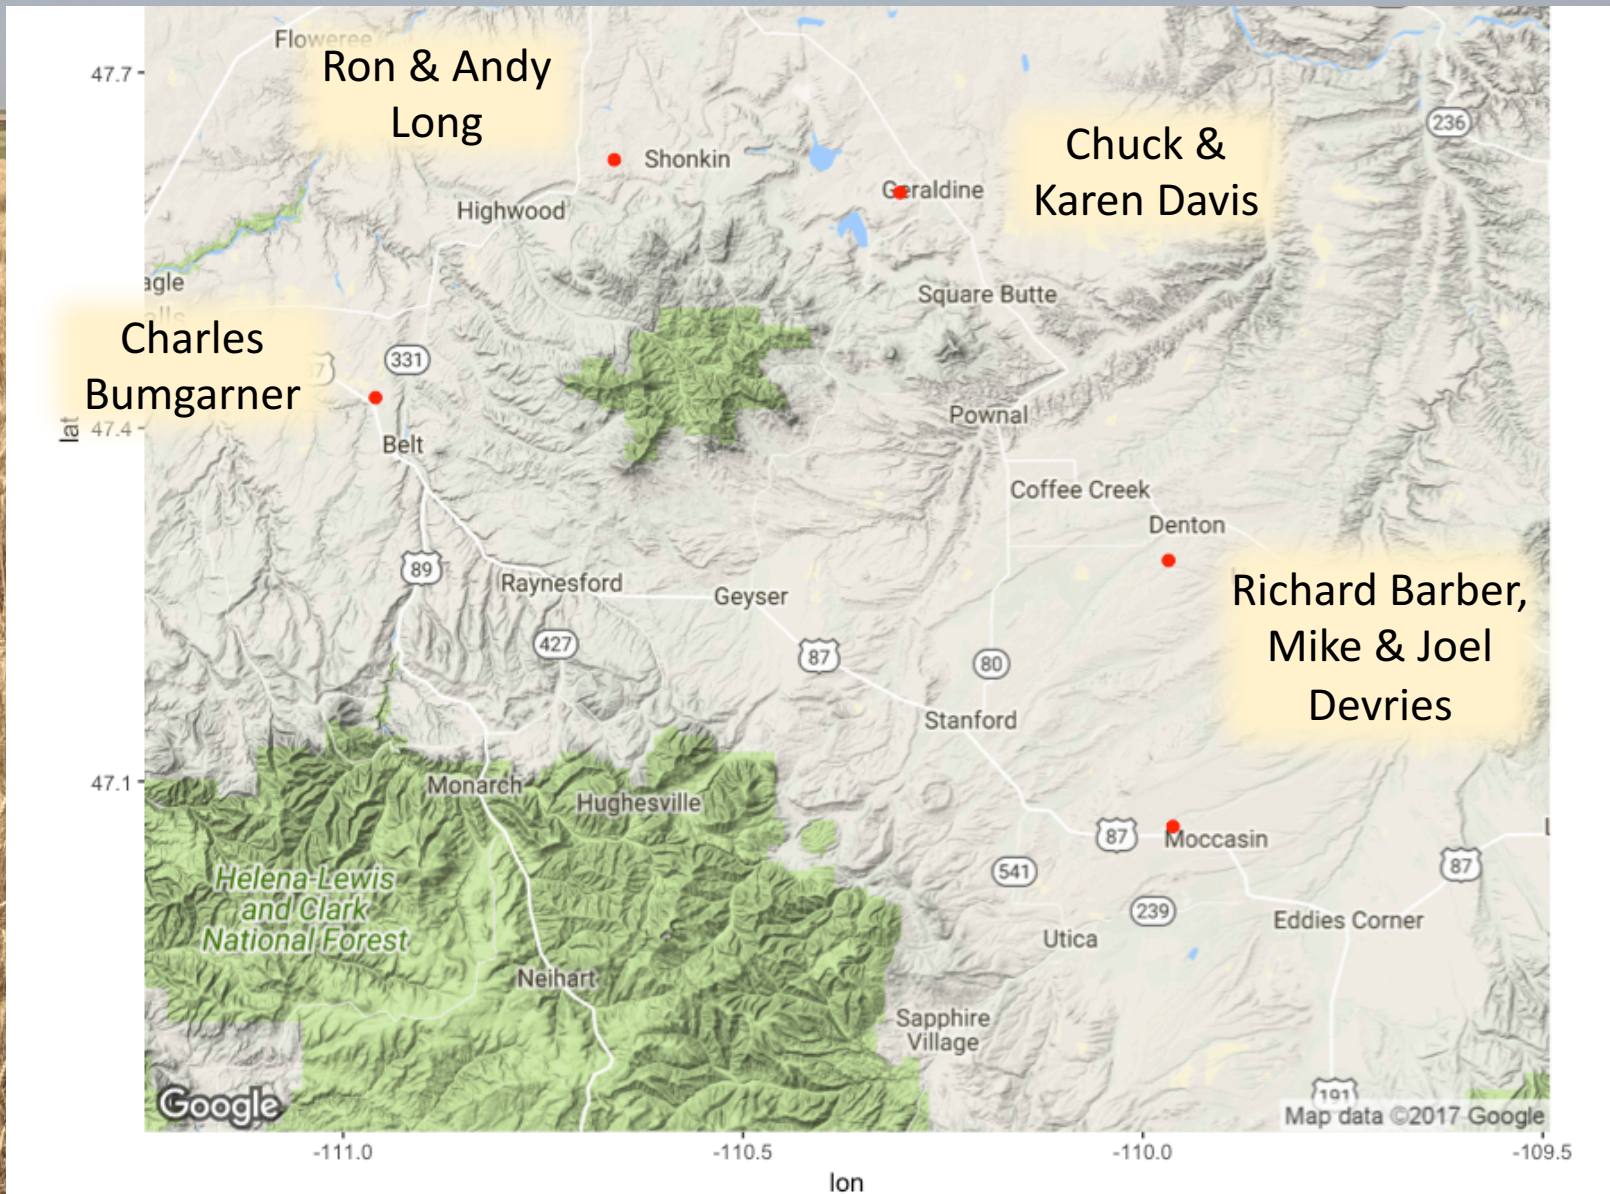 Floweree
Ron & Andy
Long
47.7
236
Chuck &
Karen Davis
Shonkin
Geraldine
Highwood
agle
lls
Square Butte
Charles
Bumgarner
331
87
lat
47.4
Belt
Pownal
Coffee Creek
Denton
89
Raynesford
Geyser
Richard Barber,
Mike & Joel
Devries
427
87
80
Stanford
47.1
Monarch
Hughesville
87
Moccasin
L
87
541
Helena-Lewis
and Clark
National Forest
239
Eddies Corner
Utica
Neihart
Sapphire
Village
191
Google
Map data ©2017 Google
-111.0
-110.5
-110.0
-109.5
lon